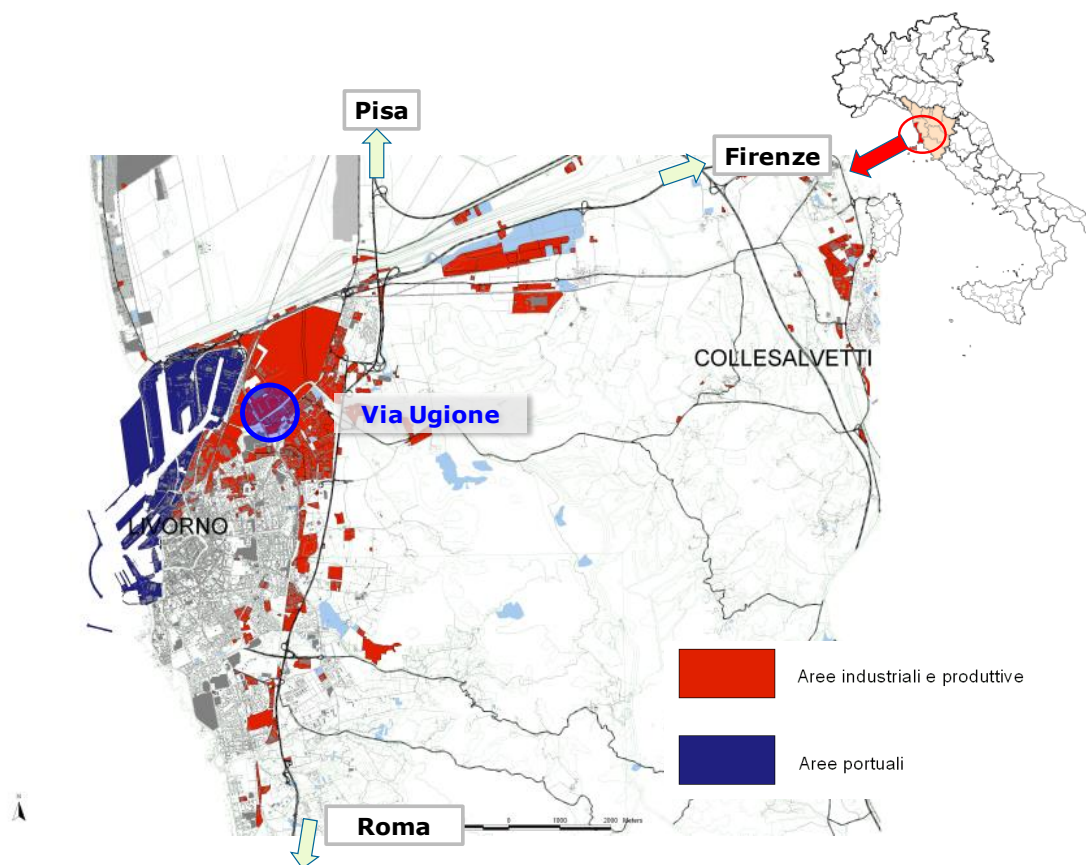 Pisa
Firenze
COLLESALVETTI
Via Ugione
LIVORNO
Aree industriali e produttive
Aree portuali
Roma
0 1000 2000 Meters
N